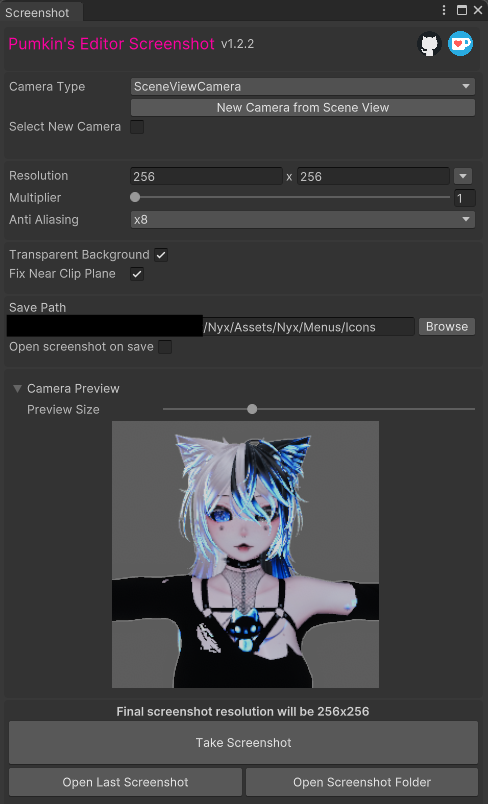 Screenshot
Pumkin's Editor Screenshot v1.2.2
Camera Type SceneViewCamera
New Camera from Scene View
Select New Camera
Resolution 256 x 256
Multiplier 1
Anti Aliasing x8
Transparent Background
Fix Near Clip Plane
Save Path
/Nyx/Assets/Nyx/Menus/Icons Browse
Open screenshot on save
Camera Preview
Preview Size
Final screenshot resolution will be 256x256
Take Screenshot
Open Last Screenshot Open Screenshot Folder